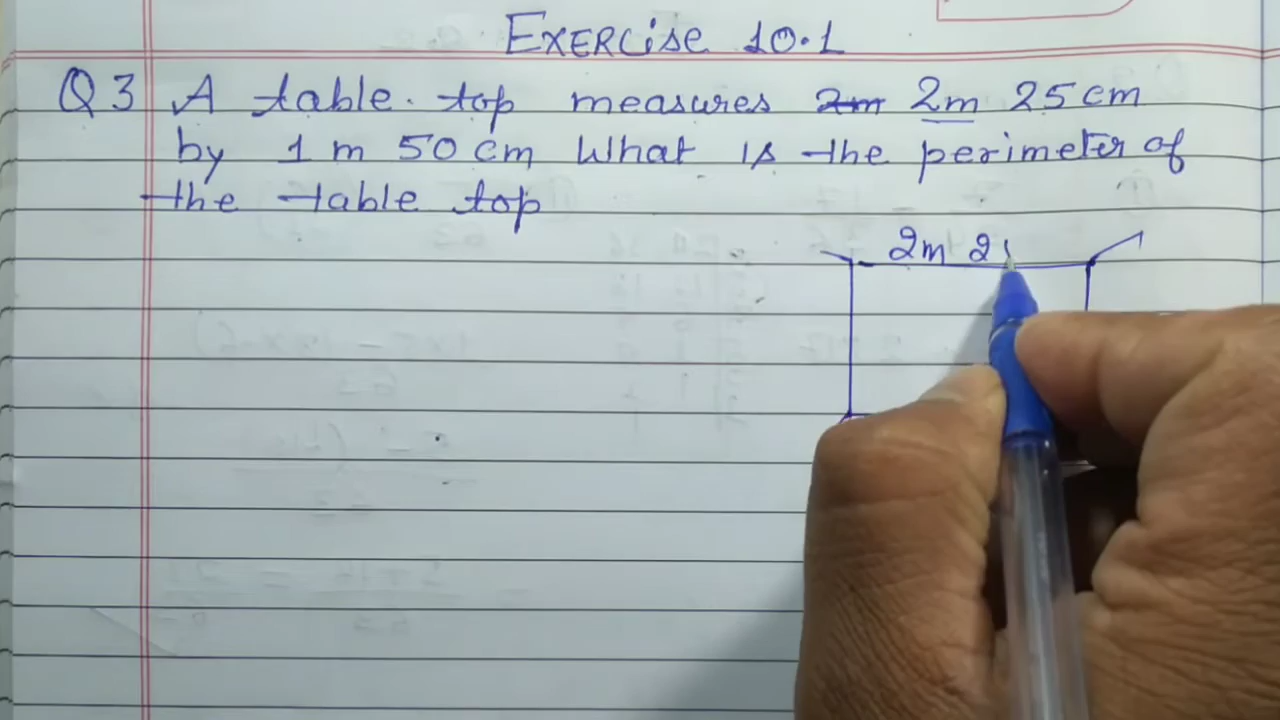 EXERCISE 10.1
Q 3 A table top measures 2m 2m 25 cm
by 1 m 50 cm What is the perimeter of
the table top
2m 2